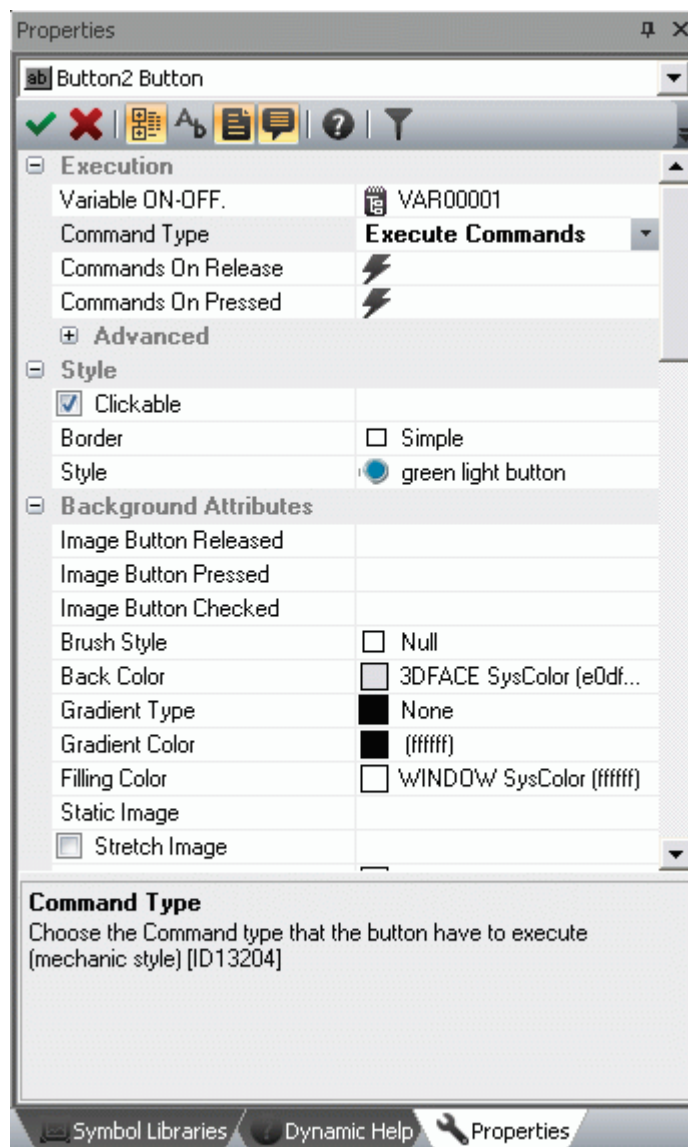 Properties
ab Button2 Button
Ab
Execution
Variable ON-OFF. VAR00001
Command Type Execute Commands
Commands On Release
Commands On Pressed
Advanced
Style
Clickable
Border Simple
Style green light button
Background Attributes
Image Button Released
Image Button Pressed
Image Button Checked
Brush Style Null
Back Color 3DFACE SysColor (e0df...
Gradient Type None
Gradient Color (ffffff)
Filling Color WINDOW SysColor (ffffff)
Static Image
Stretch Image
Command Type
Choose the Command type that the button have to execute
(mechanic style) [ID13204]
Symbol Libraries Dynamic Help Properties